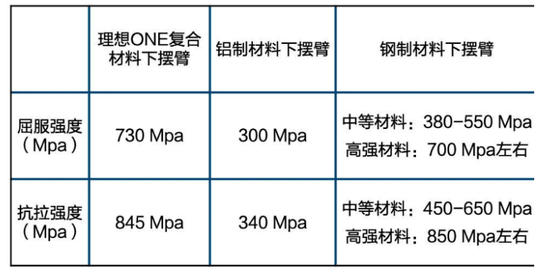 理想ONE复合
材料下摆臂
铝制材料下摆臂
钢制材料下摆臂
屈服强度
（Mpa）
730 Mpa
300 Mpa
中等材料：380-550 Mpa
高强材料：700 Mpa左右
抗拉强度
（Mpa）
845 Mpa
340 Mpa
中等材料：450-650 Mpa
高强材料：850 Mpa左右